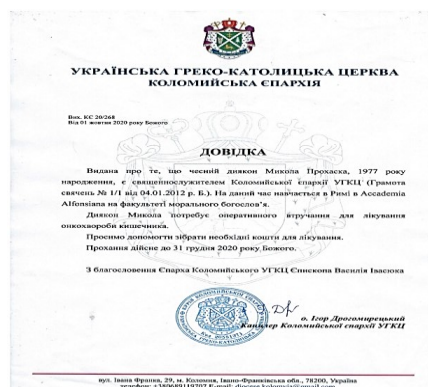 УКРАЇНСЬКА ГРЕКО-КАТОЛИЦЬКА ЦЕРКВА
КОЛОМИЙСЬКА ЄПАРХІЯ
Вих. КС 20/268
Від 01 жовтня 2020 року Божого
ДОВІДКА
Видана про те, що чесний диякон Микола Прохаска, 1977 року
народження, є священнослужителем Коломийської єпархії УГКЦ (Грамота
свячень № 1/1 від 04.01.2012 р. Б.). На даний час навчається в Римі в Accademia
Alfonsiana на факультеті морального богослов’я.
Диякон Микола потребує оперативного втручання для лікування
онкохвороби кишечника.
Просимо допомогти зібрати необхідні кошти для лікування.
Прохання дійсне до 31 грудня 2020 року Божого.
З благословення Єпарха Коломийського УГКЦ Єпископа Василія Івасюка
о. Ігор Дрогомирецький
Канцлер Коломийської єпархії УГКЦ
вул. Івана Франка, 29, м. Коломия, Івано-Франківська обл., 78200, Україна